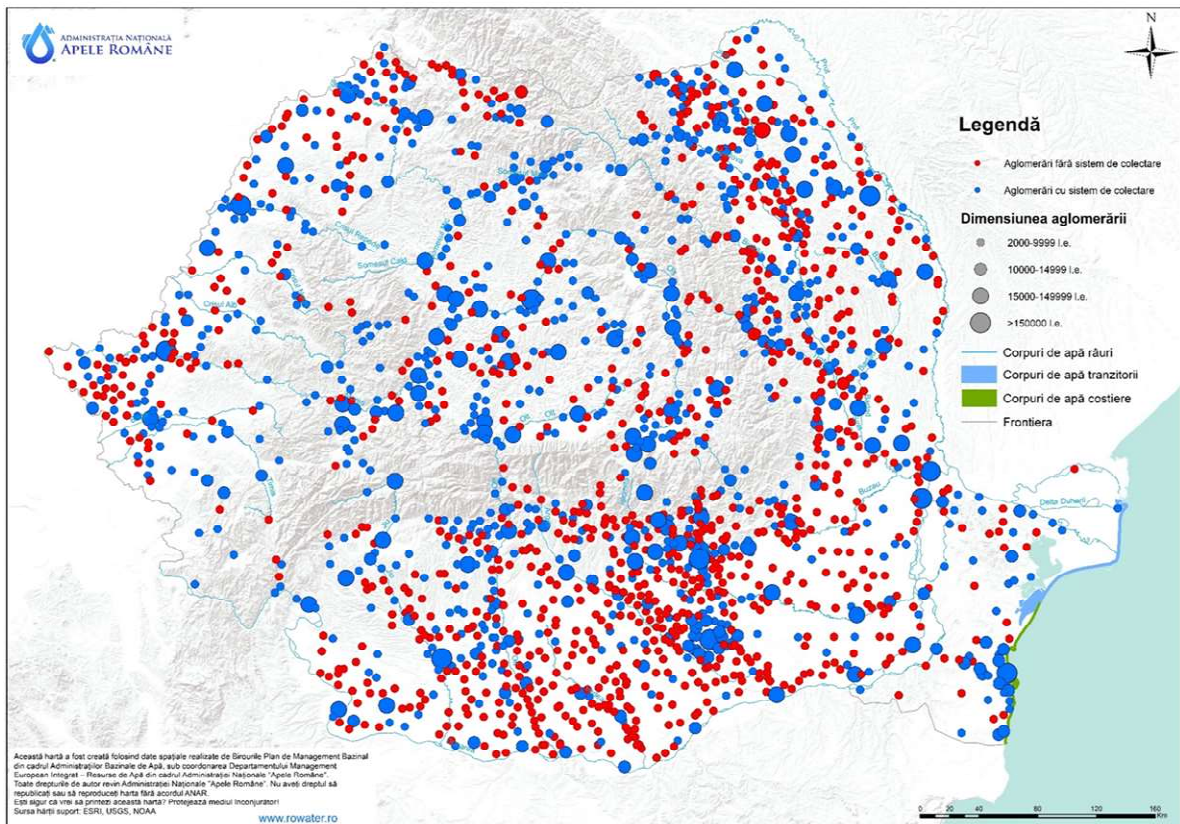 ADMINISTRAȚIA NAȚIONALĂ
APELE ROMÂNE
N
Legendă
Aglomerări fără sistem de colectare
Aglomerări cu sistem de colectare
Dimensiunea aglomerării
2000-9999 l.e.
10000-14999 l.e.
15000-149999 l.e.
>150000 l.e.
Corpuri de apă râuri
Corpuri de apă tranzitorii
Corpuri de apă costiere
Frontiera
Prut
Prut
Crișul Repede
Someșul Cald
Crișul Alb
Olt
Olt
Timiș
Buzău
Delta Dunării
Această hartă a fost creată folosind date spațiale realizate de Birourile Plan de Management Bazinal
din cadrul Administrațiilor Bazinale de Apă, sub coordonarea Departamentului Management
European Integrat – Resurse de Apă din cadrul Administrației Naționale "Apele Române".
Toate drepturile de autor revin Administrației Naționale "Apele Române". Nu aveți dreptul să
republicați sau să reproduceți harta fără acordul ANAR.
Ești sigur că vrei să printezi această hartă? Protejează mediul înconjurător!
Sursa hărții suport: ESRI, USGS, NOAA
www.rowater.ro
0 20 40 80 120 160
Km